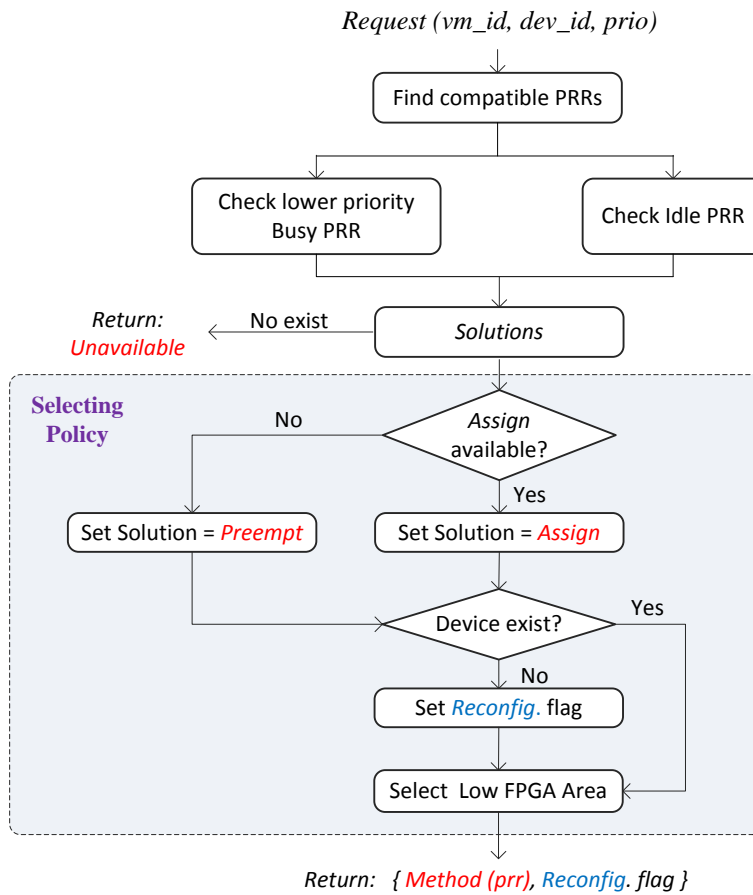 Request (vm_id, dev_id, prio)
Find compatible PRRs
Check lower priority
Busy PRR
Check Idle PRR
Return:
Unavailable
No exist
Solutions
Selecting
Policy
No
Assign
available?
Yes
Set Solution = Preempt
Set Solution = Assign
Device exist?
Yes
No
Set Reconfig. flag
Select Low FPGA Area
Return: { Method (prr), Reconfig. flag }